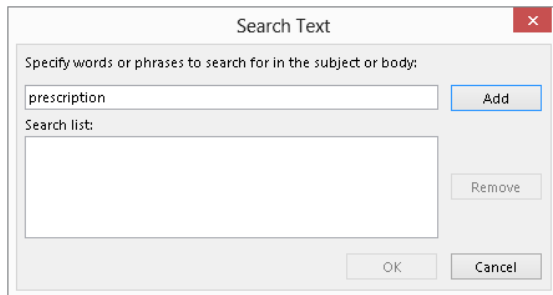 Search Text
Specify words or phrases to search for in the subject or body:
prescription
Add
Search list:
Remove
OK
Cancel